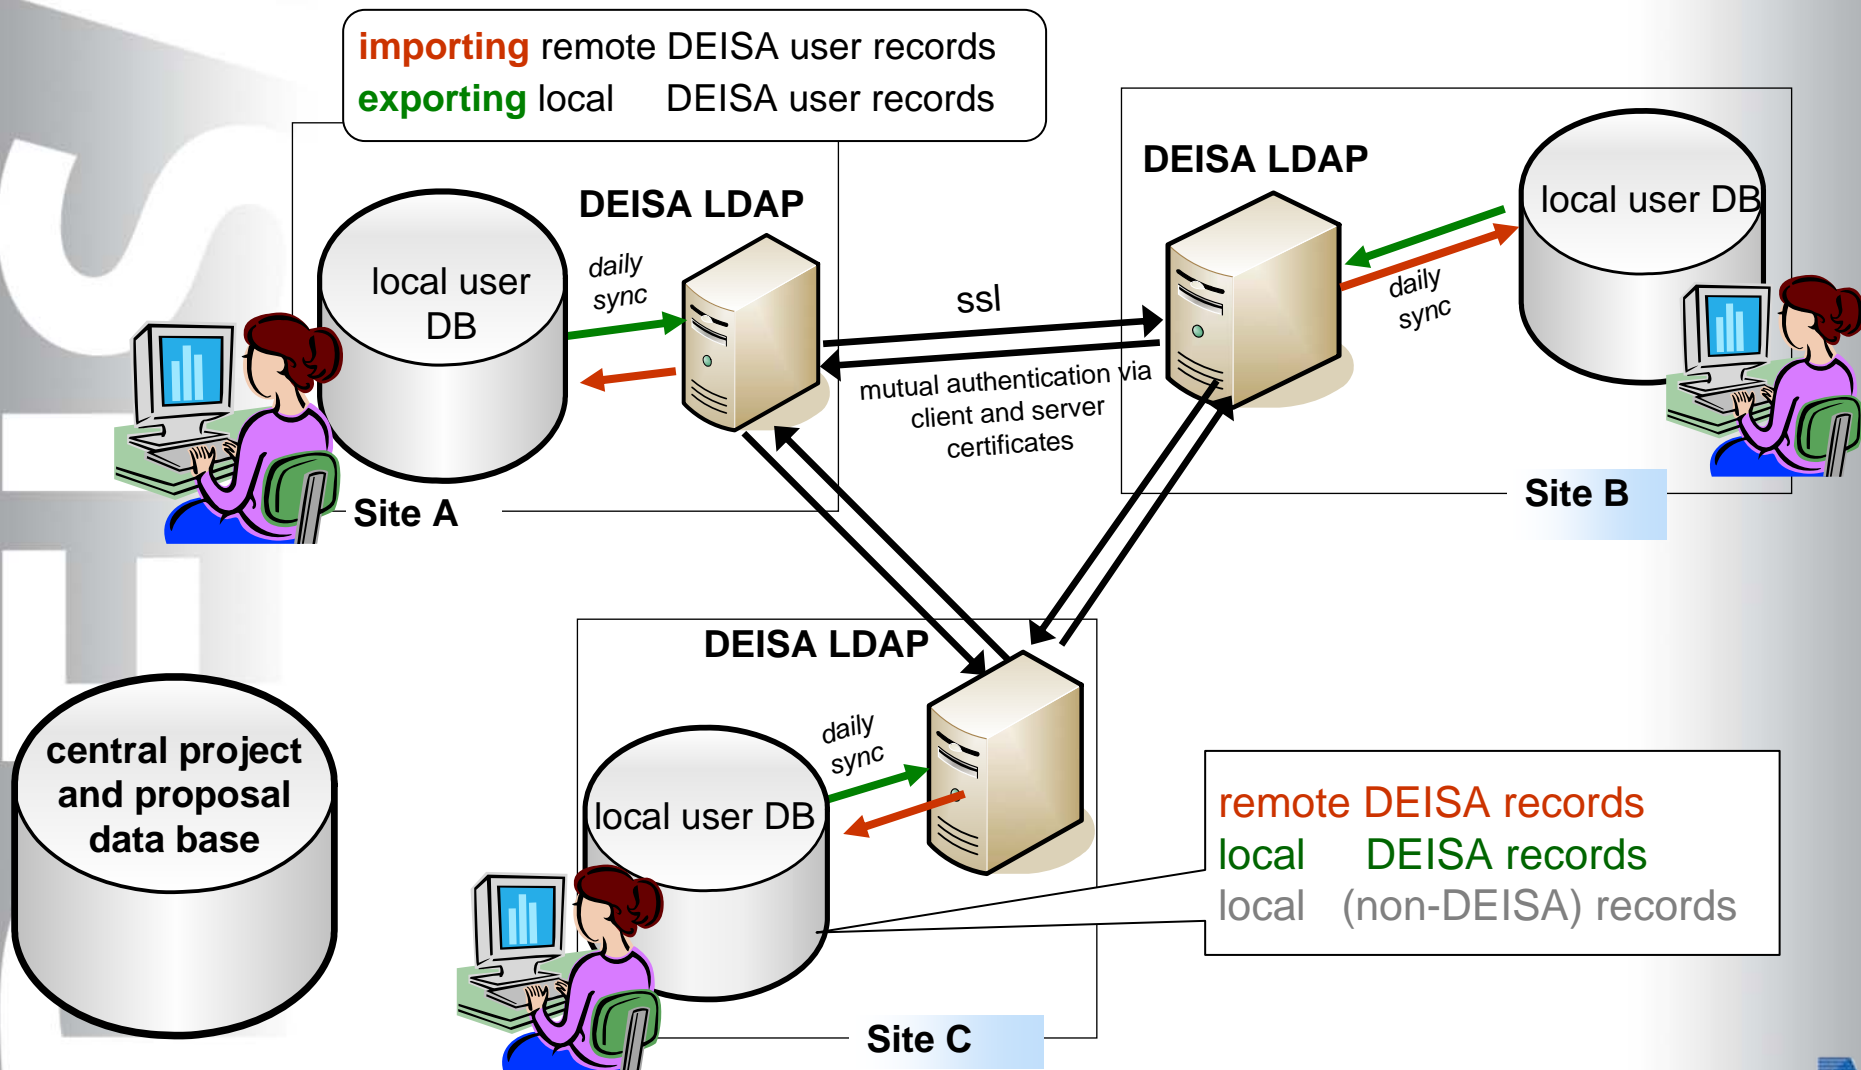 importing remote DEISA user records
exporting local DEISA user records
DEISA LDAP
local user
DB
daily
sync
Site A
ssl
mutual authentication via
client and server
certificates
DEISA LDAP
local user DB
daily
sync
Site B
DEISA LDAP
daily
sync
local user DB
Site C
central project
and proposal
data base
remote DEISA records
local DEISA records
local (non-DEISA) records